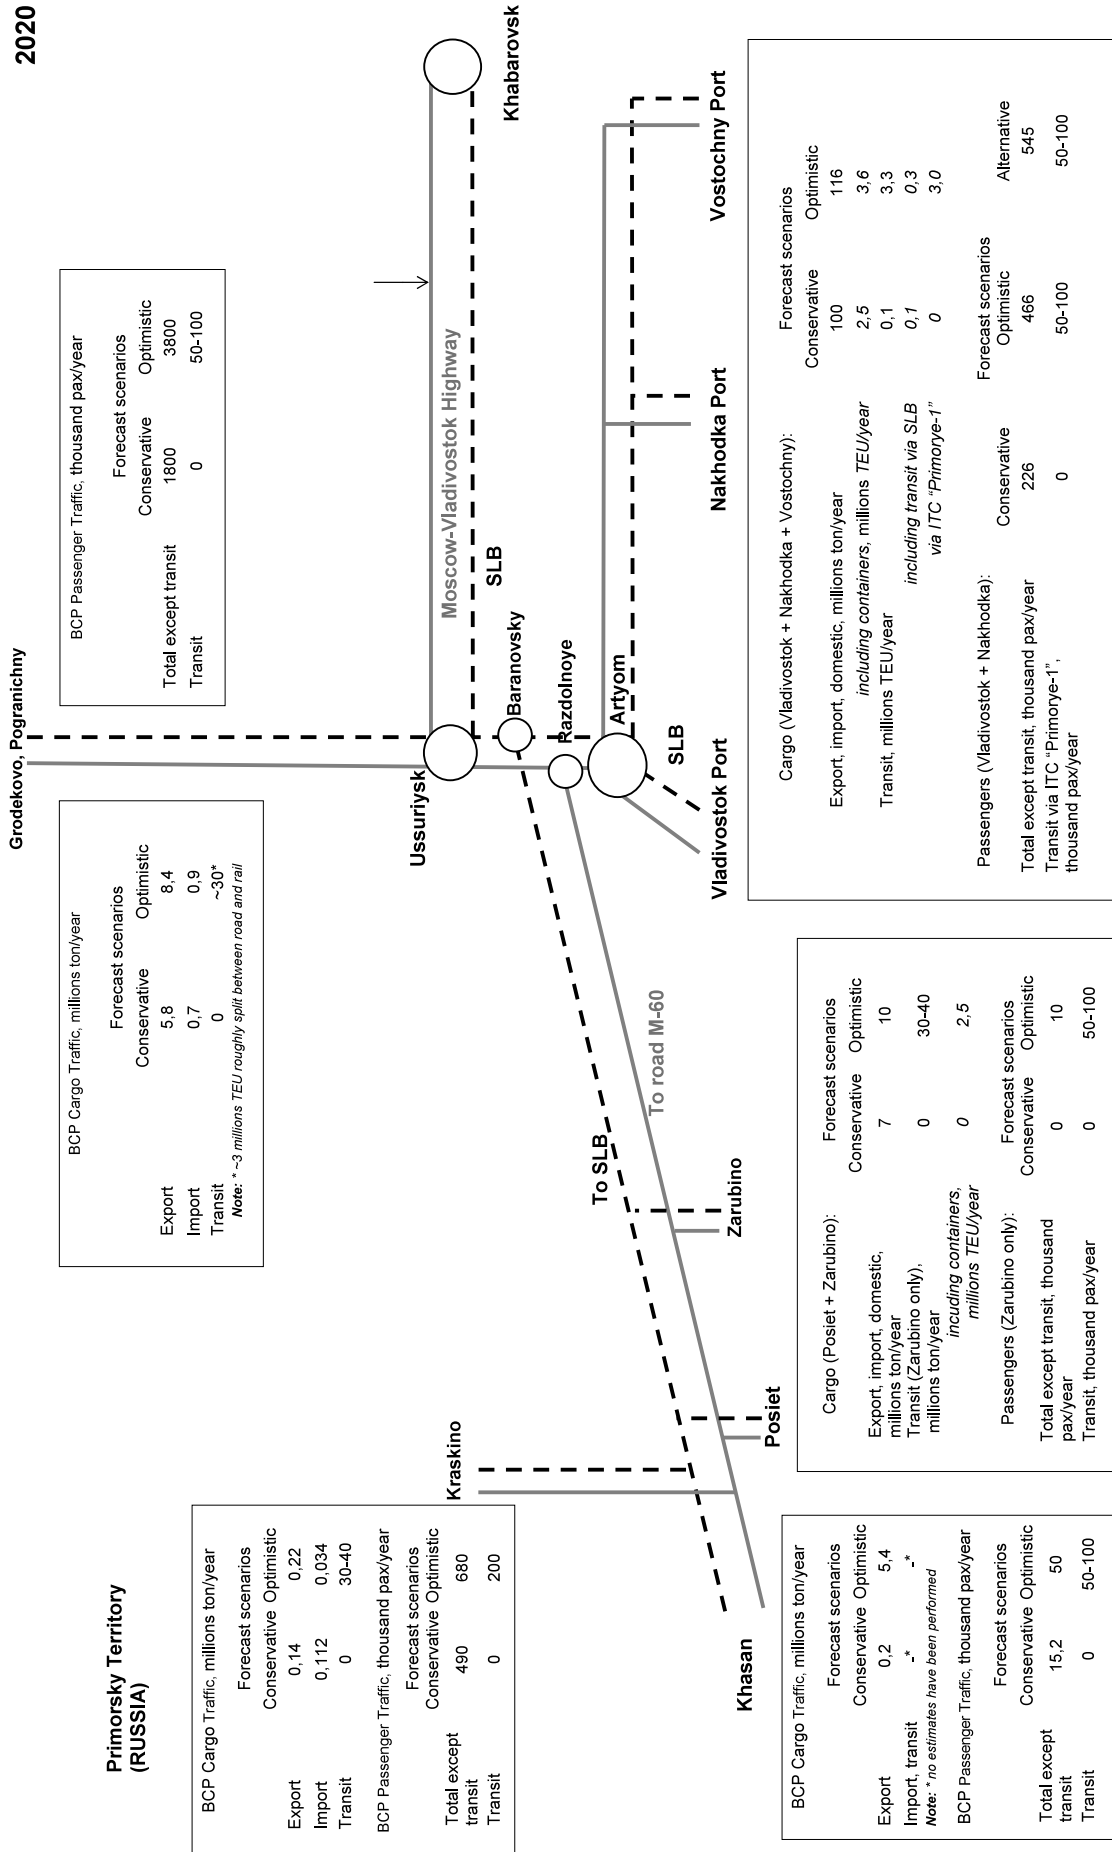 2020
Primorsky Territory
(RUSSIA)
Grodekovo, Pogranichny
BCP Cargo Traffic, millions ton/year
Forecast scenarios
Conservative Optimistic
Export 5,8 8,4
Import 0,7 0,9
Transit 0 ~30*
Note: * ~3 millions TEU roughly split between road and rail
BCP Passenger Traffic, thousand pax/year
Forecast scenarios
Conservative Optimistic
Total except transit 1800 3800
Transit 0 50-100
BCP Cargo Traffic, millions ton/year
Forecast scenarios
Conservative Optimistic
Export 0,14 0,22
Import 0,112 0,034
Transit 0 30-40
BCP Passenger Traffic, thousand pax/year
Forecast scenarios
Conservative Optimistic
Total except
transit 490 680
Transit 0 200
Kraskino
Ussuriysk
Moscow-Vladivostok Highway
SLB
Khabarovsk
Baranovsky
Razdolnoye
Artyom
SLB
To SLB
To road M-60
Khasan
Posiet
Zarubino
Vladivostok Port
Nakhodka Port
Vostochny Port
BCP Cargo Traffic, millions ton/year
Forecast scenarios
Conservative Optimistic
Export 0,2 5,4
Import, transit -* -*
Note: * no estimates have been performed
BCP Passenger Traffic, thousand pax/year
Forecast scenarios
Conservative Optimistic
Total except
transit 15,2 50
Transit 0 50-100
Cargo (Posiet + Zarubino):
Forecast scenarios
Conservative Optimistic
Export, import, domestic,
millions ton/year 7 10
Transit (Zarubino only),
millions ton/year 0 30-40
incuding containers,
millions TEU/year 0 2,5
Passengers (Zarubino only):
Forecast scenarios
Conservative Optimistic
Total except transit, thousand
pax/year 0 10
Transit, thousand pax/year 0 50-100
Cargo (Vladivostok + Nakhodka + Vostochny):
Forecast scenarios
Conservative Optimistic
Export, import, domestic, millions ton/year 100 116
including containers, millions TEU/year 2,5 3,6
Transit, millions TEU/year 0,1 3,3
including transit via SLB 0,1 0,3
via ITC “Primorye-1” 0 3,0
Passengers (Vladivostok + Nakhodka):
Forecast scenarios
Conservative Optimistic Alternative
Total except transit, thousand pax/year 226 466 545
Transit via ITC “Primorye-1”,
thousand pax/year 0 50-100 50-100